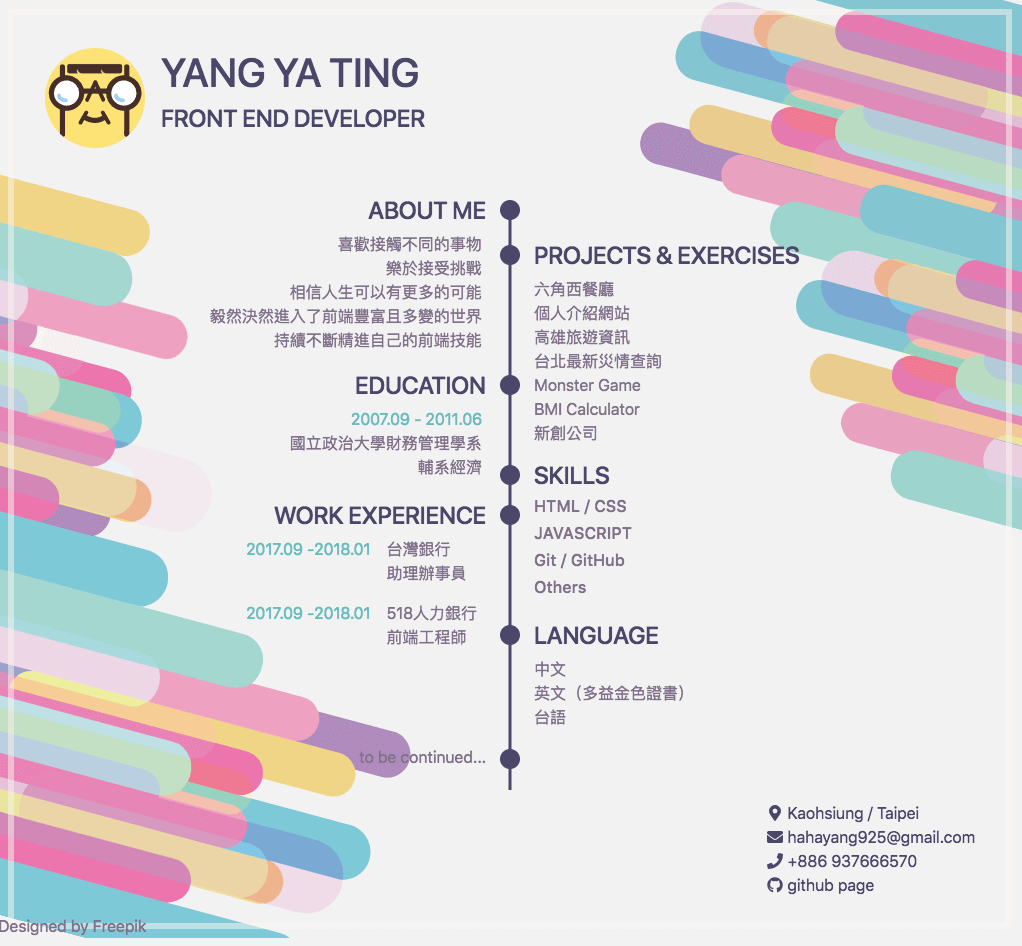 YANG YA TING
FRONT END DEVELOPER
ABOUT ME
喜歡接觸不同的事物
樂於接受挑戰
相信人生可以有更多的可能
毅然決然進入了前端豐富且多變的世界
持續不斷精進自己的前端技能
EDUCATION
2007.09 - 2011.06
國立政治大學財務管理學系
輔系經濟
WORK EXPERIENCE
2017.09 -2018.01 台灣銀行
助理辦事員
2017.09 -2018.01 518人力銀行
前端工程師
to be continued...
PROJECTS & EXERCISES
六角西餐廳
個人介紹網站
高雄旅遊資訊
台北最新災情查詢
Monster Game
BMI Calculator
新創公司
SKILLS
HTML / CSS
JAVASCRIPT
Git / GitHub
Others
LANGUAGE
中文
英文（多益金色證書）
台語
Kaohsiung / Taipei
hahayang925@gmail.com
+886 937666570
github page
Designed by Freepik